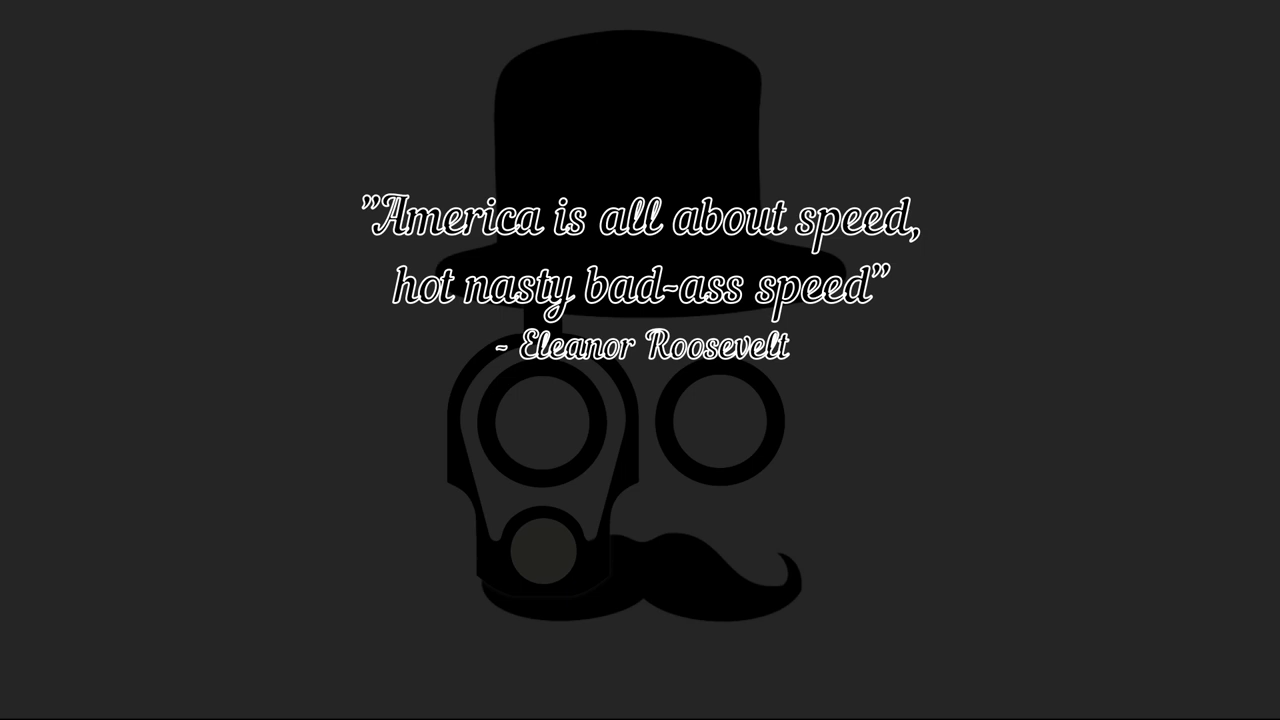 ”America is all about speed,
hot nasty bad-ass speed”
~ Eleanor Roosevelt